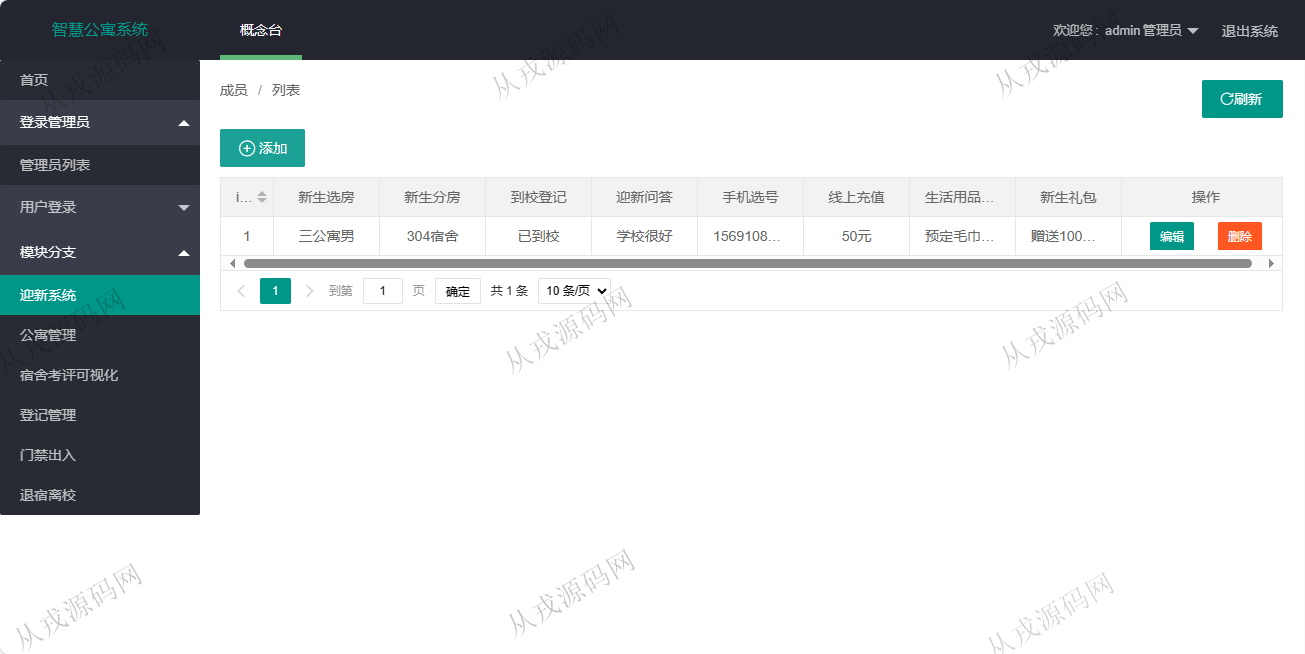 智慧公寓系统 概念台 欢迎您 : admin 管理员 退出系统
首页
登录管理员
管理员列表
用户登录
模块分支
迎新系统
公寓管理
宿舍考评可视化
登记管理
门禁出入
退宿离校
成员 / 列表
刷新
添加
i... 新生选房 新生分房 到校登记 迎新问答 手机选号 线上充值 生活用品... 新生礼包 操作
1 三公寓男 304宿舍 已到校 学校很好 1569108... 50元 预定毛巾... 赠送100... 编辑 删除
1 到第 1 页 确定 共 1 条 10 条/页
从戎源码网
从戎源码网
从戎源码网
从戎源码网
从戎源码网
从戎源码网
从戎源码网
从戎源码网
从戎源码网